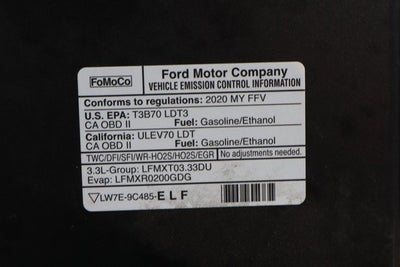 FoMoCo
Ford Motor Company
VEHICLE EMISSION CONTROL INFORMATION
Conforms to regulations: 2020 MY FFV
U.S. EPA: T3B70 LDT3
CA OBD II Fuel: Gasoline/Ethanol
California: ULEV70 LDT
CA OBD II Fuel: Gasoline/Ethanol
TWC/DFI/SFI/WR-HO2S/HO2S/EGR No adjustments needed.
3.3L-Group: LFMXT03.33DU
Evap: LFMXR0200GDG
▽LW7E-9C485-ELF